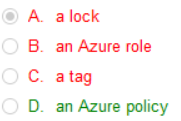 A. a lock
B. an Azure role
C. a tag
D. an Azure policy